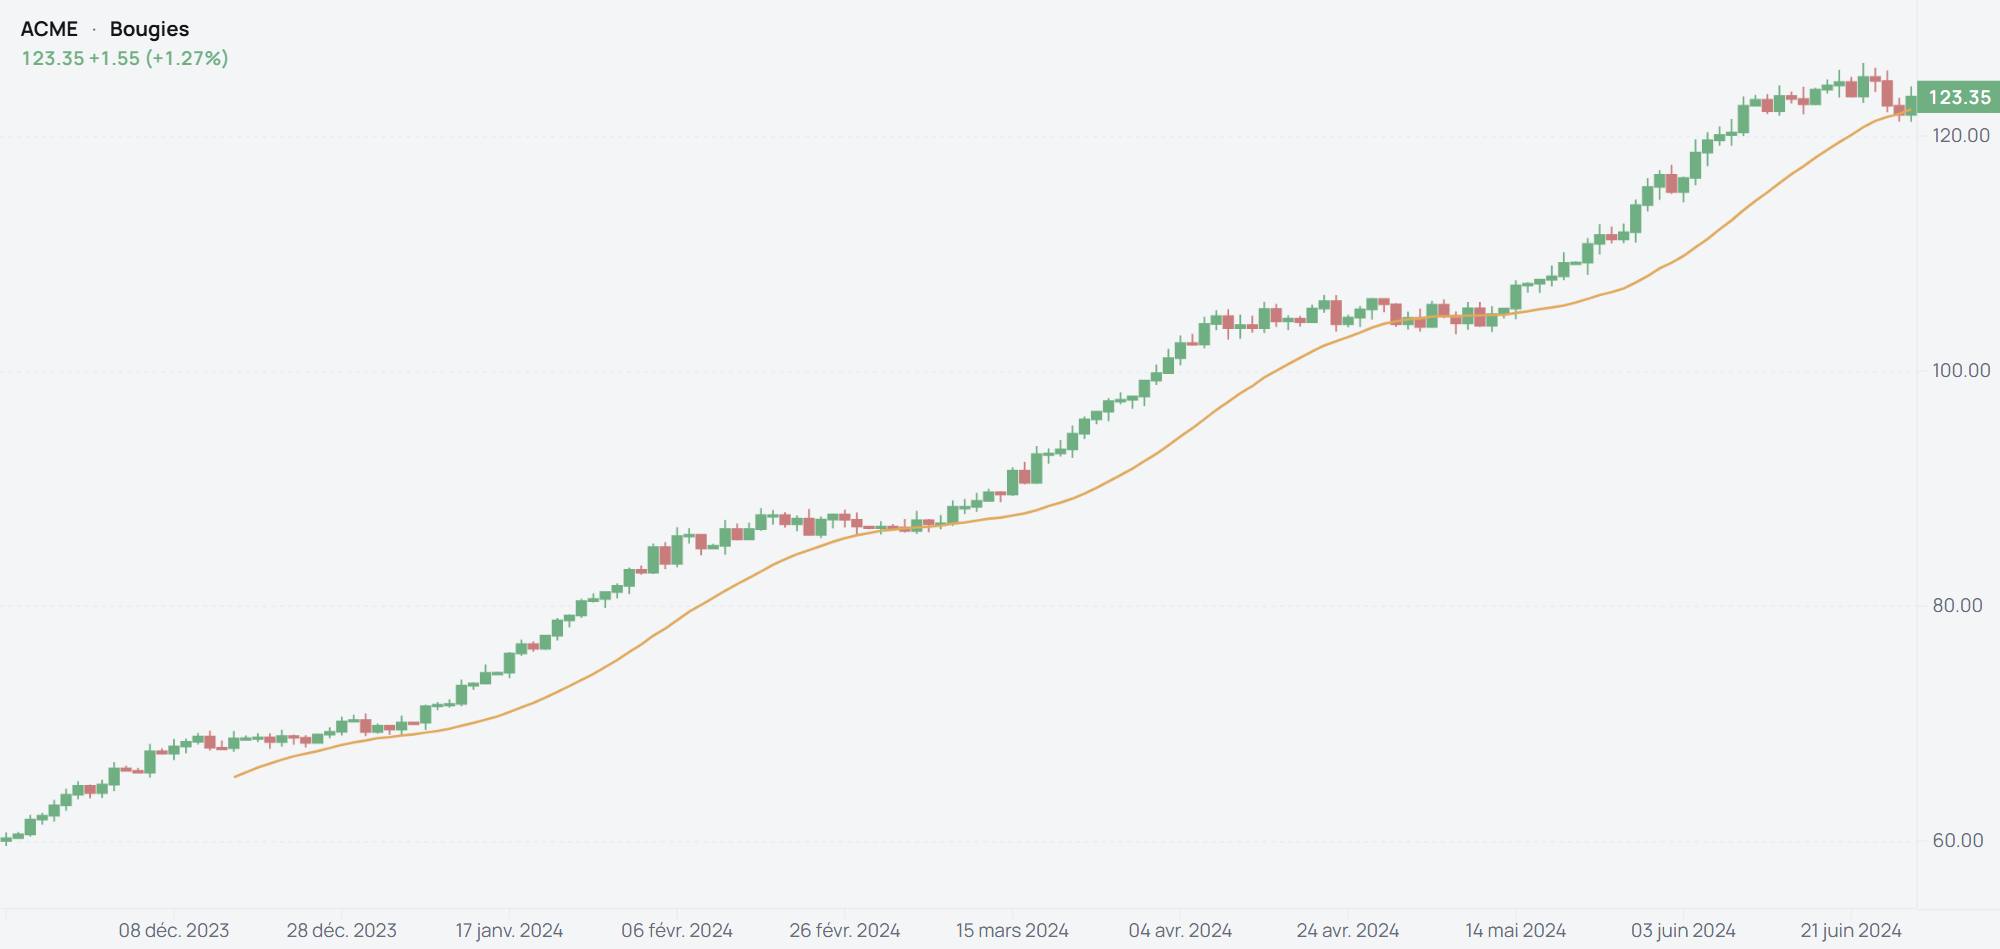 ACME · Bougies
123.35 +1.55 (+1.27%)
123.35
120.00
100.00
80.00
60.00
08 déc. 2023
28 déc. 2023
17 janv. 2024
06 févr. 2024
26 févr. 2024
15 mars 2024
04 avr. 2024
24 avr. 2024
14 mai 2024
03 juin 2024
21 juin 2024